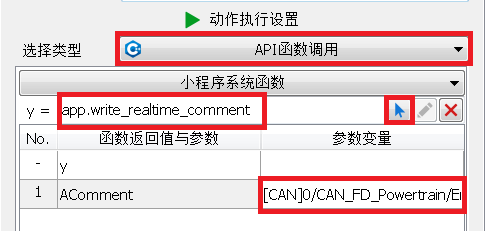 动作执行设置
选择类型 API函数调用
小程序系统函数
y = app.write_realtime_comment
No. 函数返回值与参数 参数变量
- y
1 AComment [CAN]0/CAN_FD_Powertrain/